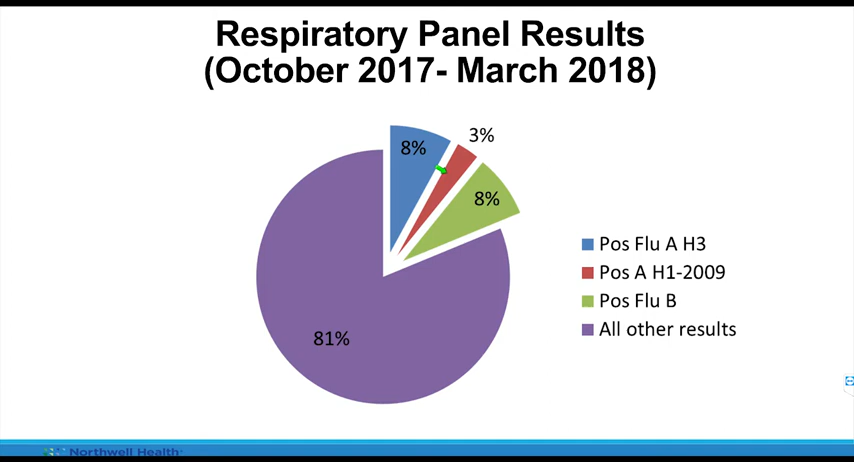 Respiratory Panel Results
(October 2017- March 2018)
8%
3%
8%
81%
Pos Flu A H3
Pos A H1-2009
Pos Flu B
All other results
Northwell Health